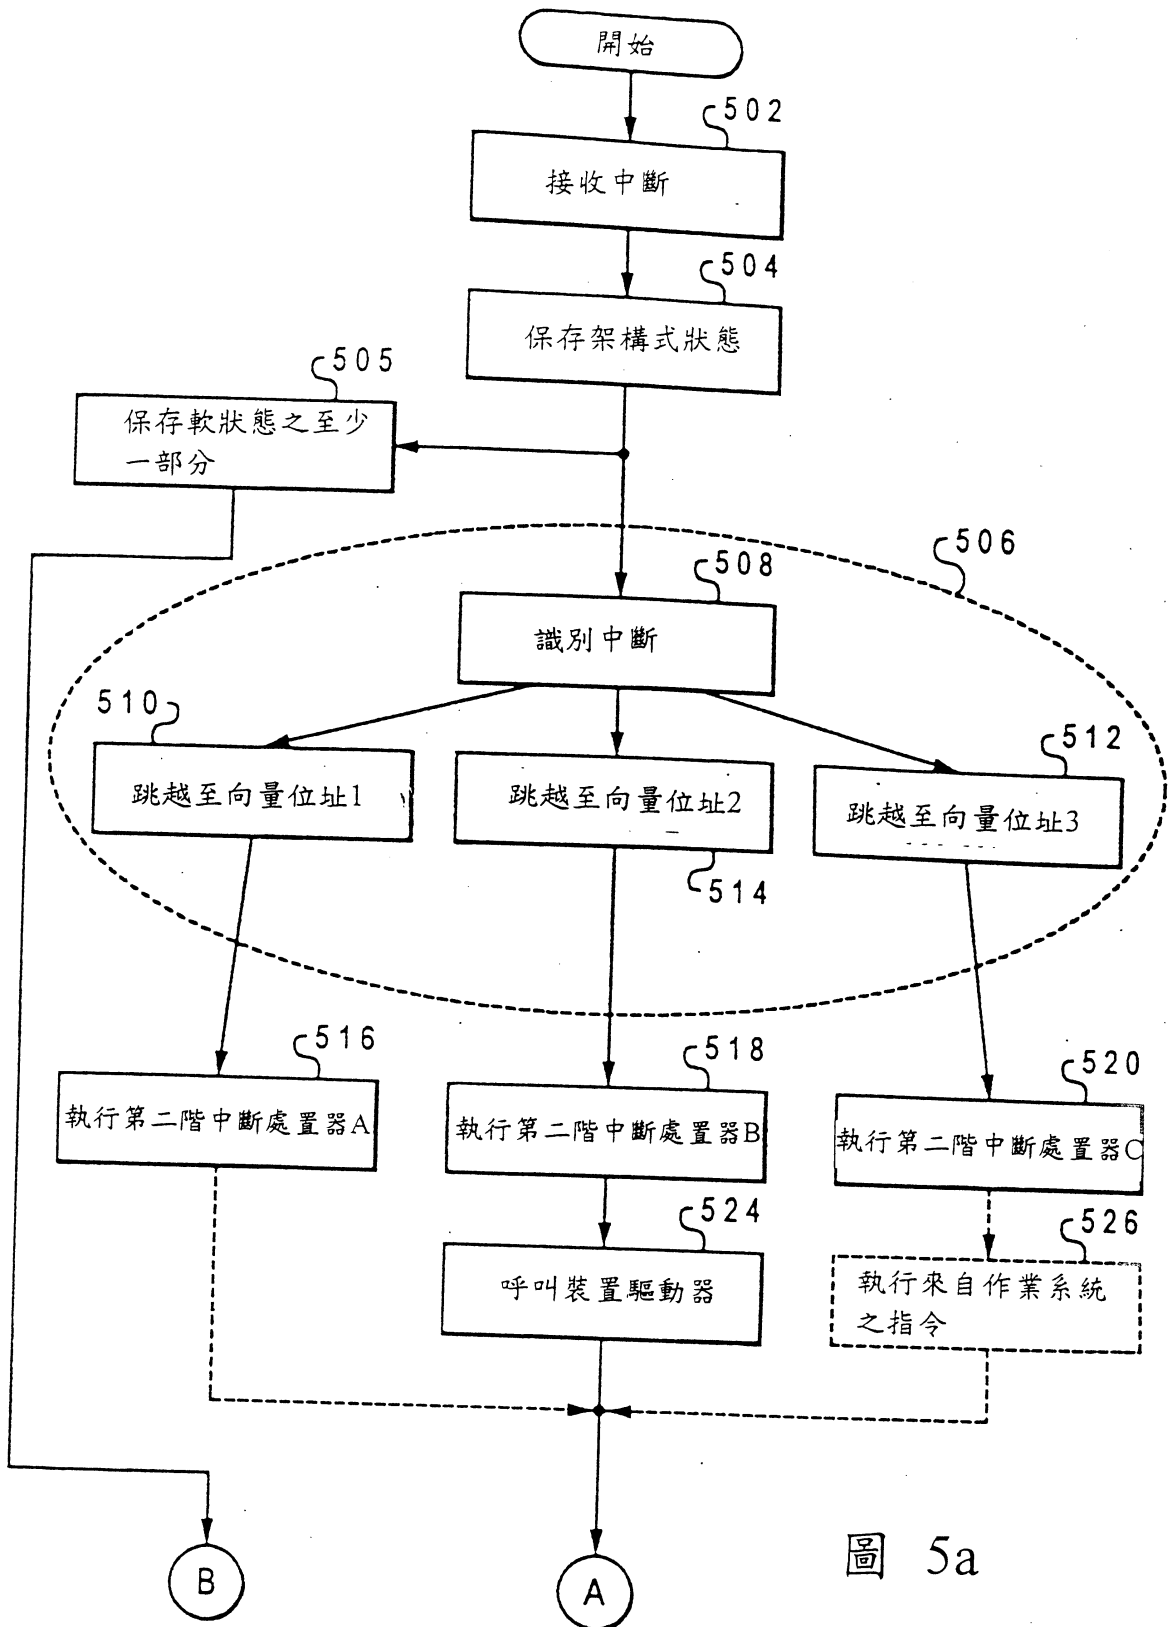 開始
502
接收中斷
504
保存架構式狀態
505
保存軟狀態之至少
一部分
506
508
識別中斷
510
跳越至向量位址1
跳越至向量位址2
514
512
跳越至向量位址3
516
執行第二階中斷處置器A
518
執行第二階中斷處置器B
520
執行第二階中斷處置器C
524
呼叫裝置驅動器
526
執行來自作業系統
之指令
B
A
圖 5a